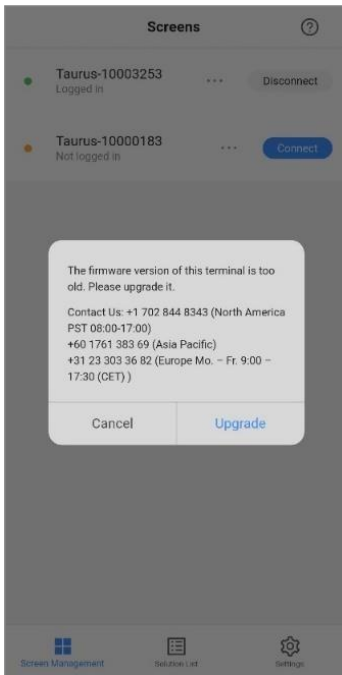 Screens
Taurus-10003253
Logged in
Disconnect
Taurus-10000183
Not logged in
Connect
The firmware version of this terminal is too
old. Please upgrade it.
Contact Us: +1 702 844 8343 (North America
PST 08:00-17:00)
+60 1761 383 69 (Asia Pacific)
+31 23 303 36 82 (Europe Mo. – Fr. 9:00 –
17:30 (CET) )
Cancel
Upgrade
Screen Management
Solution List
Settings